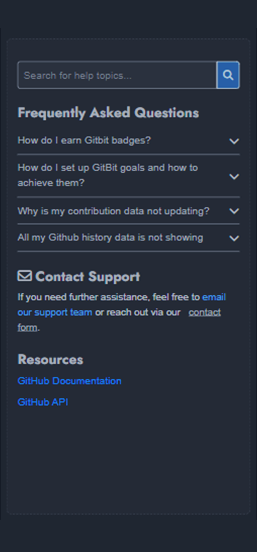 Search for help topics...
Frequently Asked Questions
How do I earn Gitbit badges?
How do I set up GitBit goals and how to
achieve them?
Why is my contribution data not updating?
All my Github history data is not showing
Contact Support
If you need further assistance, feel free to email
our support team or reach out via our contact
form.
Resources
GitHub Documentation
GitHub API